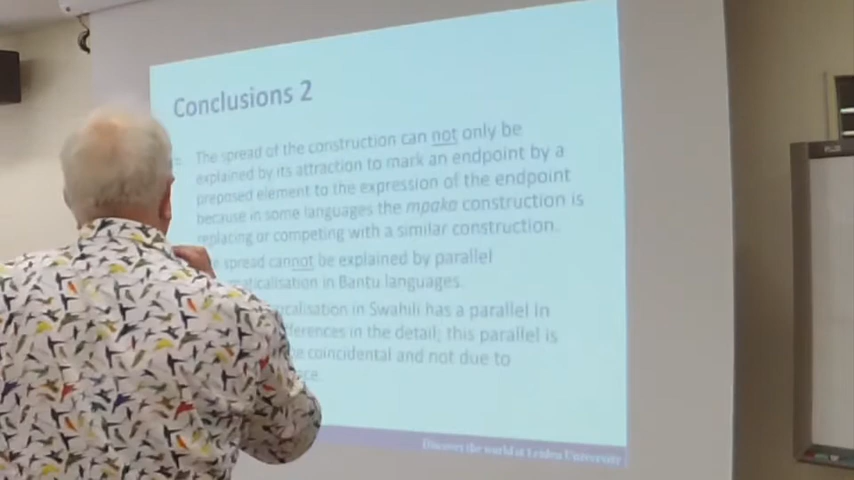 Conclusions 2
The spread of the construction can not only be
explained by its attraction to mark an endpoint by a
preposed element to the expression of the endpoint
because in some languages the mpaka construction is
replacing or competing with a similar construction.
spread cannot be explained by parallel
in Bantu languages.
in Swahili has a parallel in
in the detail; this parallel is
coincidental and not due to
Discover the world at Leiden University